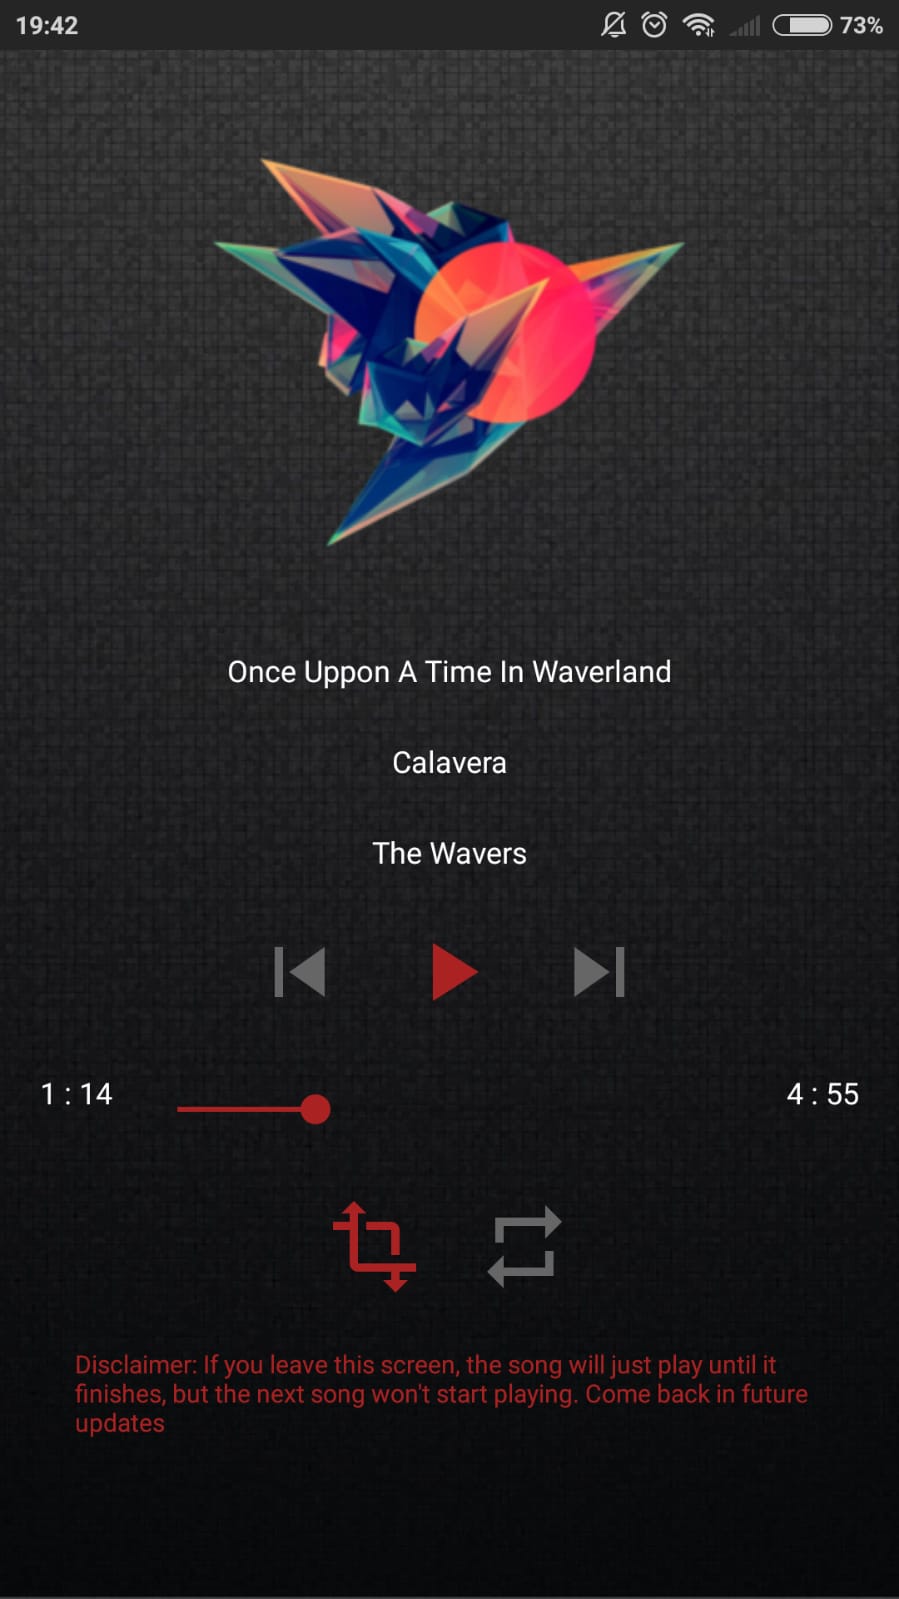 19:42
73%
Once Uppon A Time In Waverland
Calavera
The Wavers
1 : 14
4 : 55
Disclaimer: If you leave this screen, the song will just play until it
finishes, but the next song won't start playing. Come back in future
updates